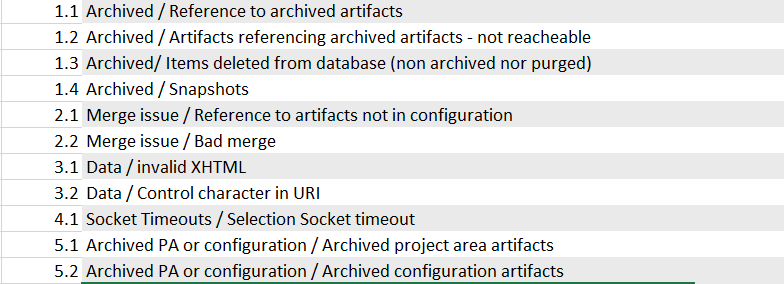 1.1 Archived / Reference to archived artifacts
1.2 Archived / Artifacts referencing archived artifacts - not reacheable
1.3 Archived/ Items deleted from database (non archived nor purged)
1.4 Archived / Snapshots
2.1 Merge issue / Reference to artifacts not in configuration
2.2 Merge issue / Bad merge
3.1 Data / invalid XHTML
3.2 Data / Control character in URI
4.1 Socket Timeouts / Selection Socket timeout
5.1 Archived PA or configuration / Archived project area artifacts
5.2 Archived PA or configuration / Archived configuration artifacts